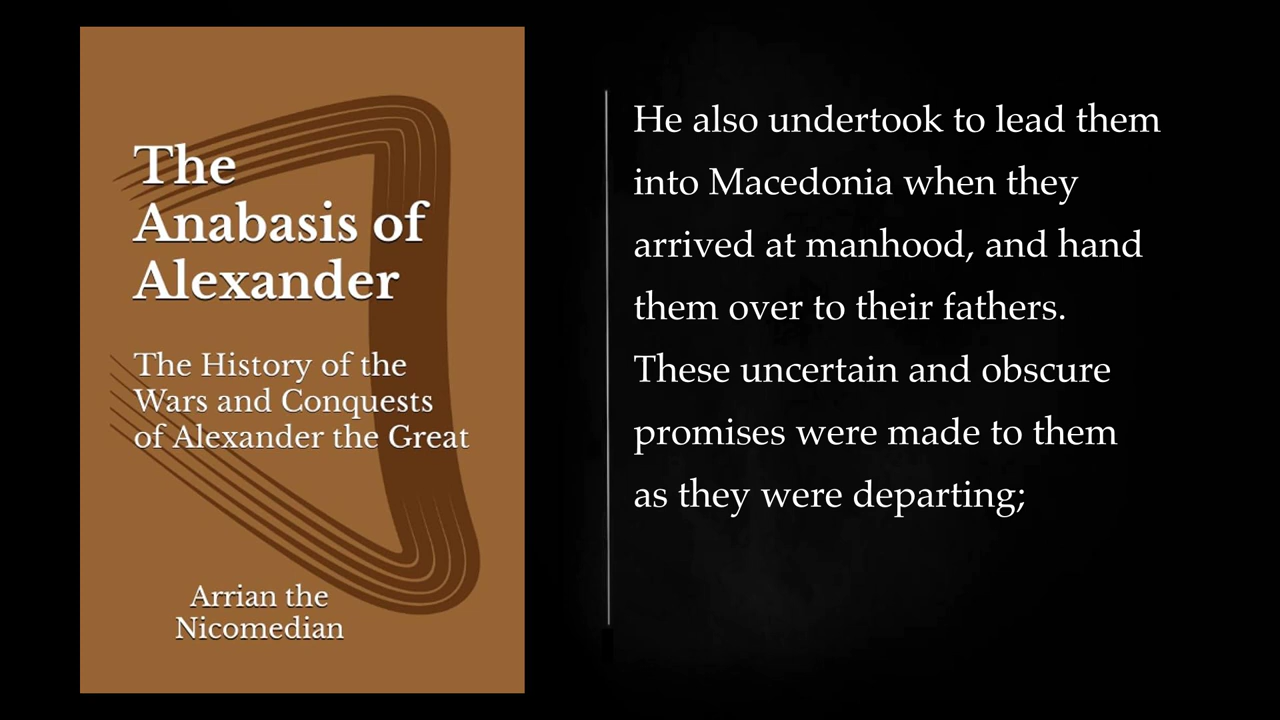 The
Anabasis of
Alexander
The History of the
Wars and Conquests
of Alexander the Great
Arrian the
Nicomedian
He also undertook to lead them
into Macedonia when they
arrived at manhood, and hand
them over to their fathers.
These uncertain and obscure
promises were made to them
as they were departing;